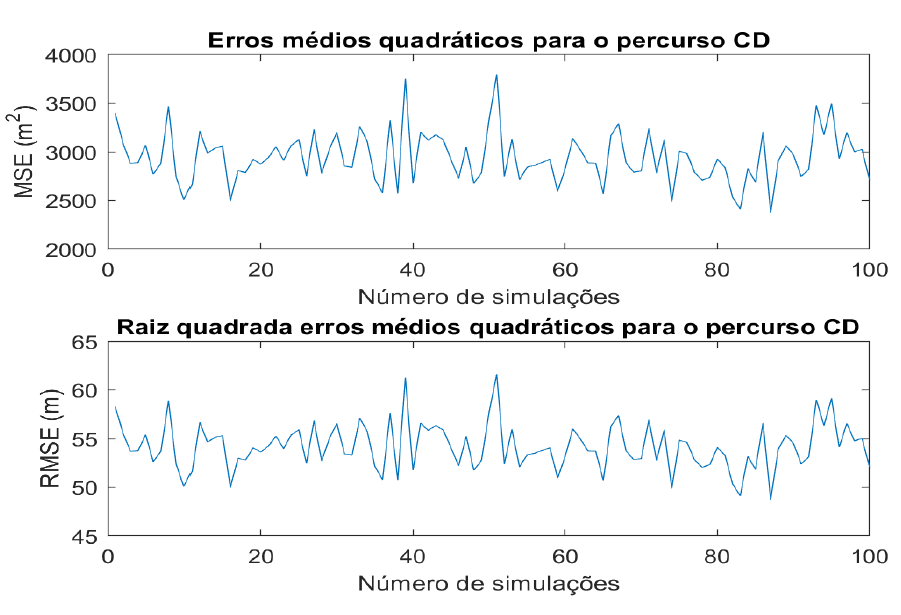 Erros médios quadráticos para o percurso CD
4000
3500
3000
2500
2000
MSE (m²)
0 20 40 60 80 100
Número de simulações
Raiz quadrada erros médios quadráticos para o percurso CD
65
60
55
50
45
RMSE (m)
0 20 40 60 80 100
Número de simulações